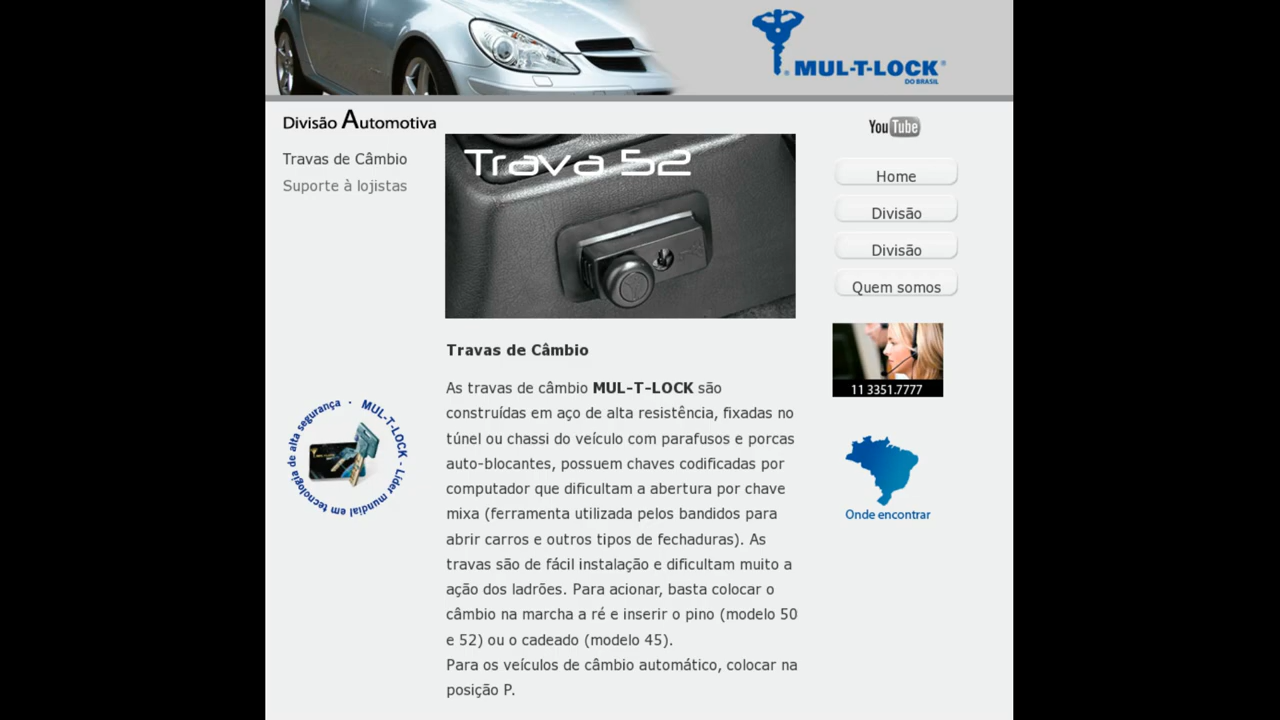 MUL-T-LOCK®
DO BRASIL
Divisão Automotiva
YouTube
Travas de Câmbio
Suporte à lojistas
Trava 52
Home
Divisão
Divisão
Quem somos
11 3351.7777
Travas de Câmbio
As travas de câmbio MUL-T-LOCK são
construídas em aço de alta resistência, fixadas no
túnel ou chassi do veículo com parafusos e porcas
auto-blocantes, possuem chaves codificadas por
computador que dificultam a abertura por chave
mixa (ferramenta utilizada pelos bandidos para
abrir carros e outros tipos de fechaduras). As
travas são de fácil instalação e dificultam muito a
ação dos ladrões. Para acionar, basta colocar o
câmbio na marcha a ré e inserir o pino (modelo 50
e 52) ou o cadeado (modelo 45).
Para os veículos de câmbio automático, colocar na
posição P.
MUL-T-LOCK - Líder mundial em tecnologia de alta segurança ·
Onde encontrar